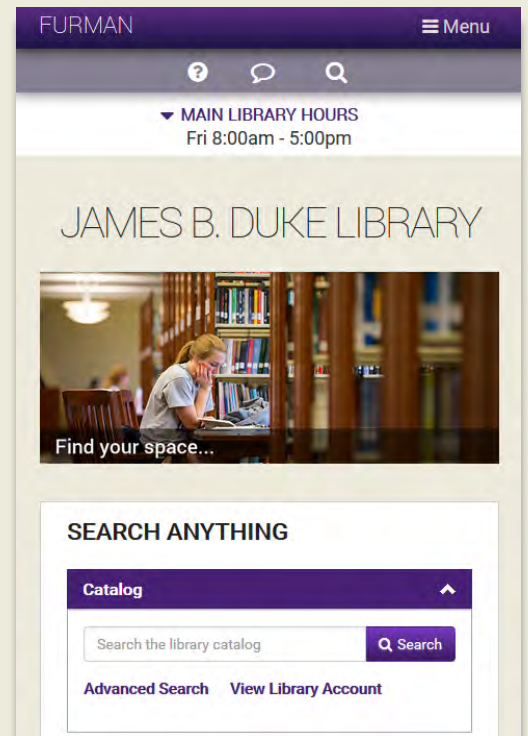 FURMAN
Menu
MAIN LIBRARY HOURS
Fri 8:00am - 5:00pm
JAMES B. DUKE LIBRARY
Find your space...
SEARCH ANYTHING
Catalog
Search the library catalog
Search
Advanced Search View Library Account